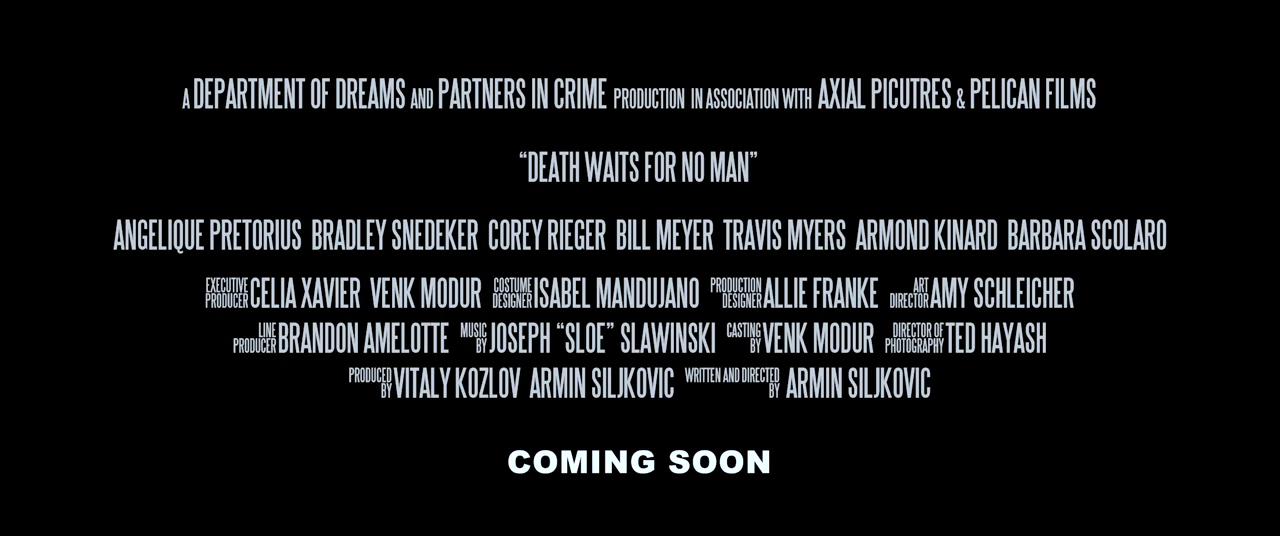 A DEPARTMENT OF DREAMS AND PARTNERS IN CRIME PRODUCTION IN ASSOCIATION WITH AXIAL PICUTRES & PELICAN FILMS
“DEATH WAITS FOR NO MAN”
ANGELIQUE PRETORIUS BRADLEY SNEDEKER COREY RIEGER BILL MEYER TRAVIS MYERS ARMOND KINARD BARBARA SCOLARO
EXECUTIVE PRODUCER CELIA XAVIER VENK MODUR COSTUME DESIGNER ISABEL MANDUJANO PRODUCTION DESIGNER ALLIE FRANKE ART DIRECTOR AMY SCHLEICHER
LINE PRODUCER BRANDON AMELOTTE MUSIC BY JOSEPH “SLOE” SLAWINSKI CASTING BY VENK MODUR DIRECTOR OF PHOTOGRAPHY TED HAYASH
PRODUCED BY VITALY KOZLOV ARMIN SILJKOVIC WRITTEN AND DIRECTED BY ARMIN SILJKOVIC
COMING SOON